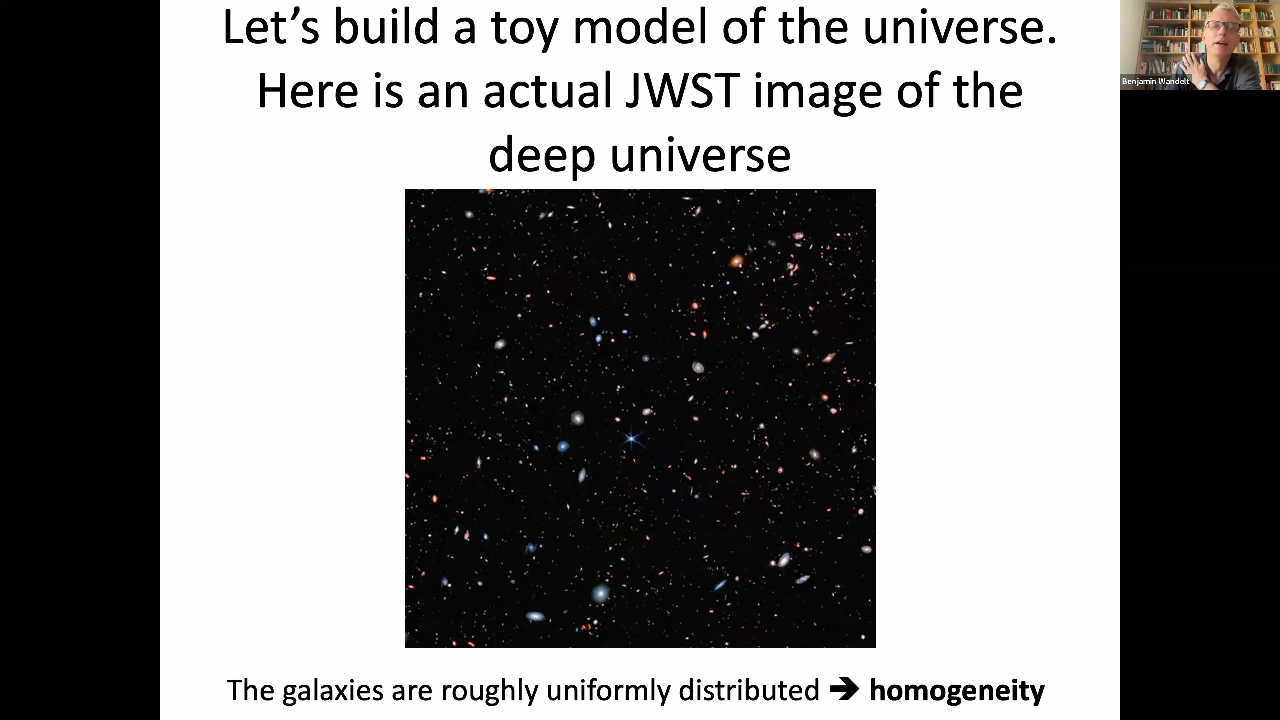 Let’s build a toy model of the universe.
Here is an actual JWST image of the
deep universe
Benjamin Wandelt
The galaxies are roughly uniformly distributed ➔ homogeneity